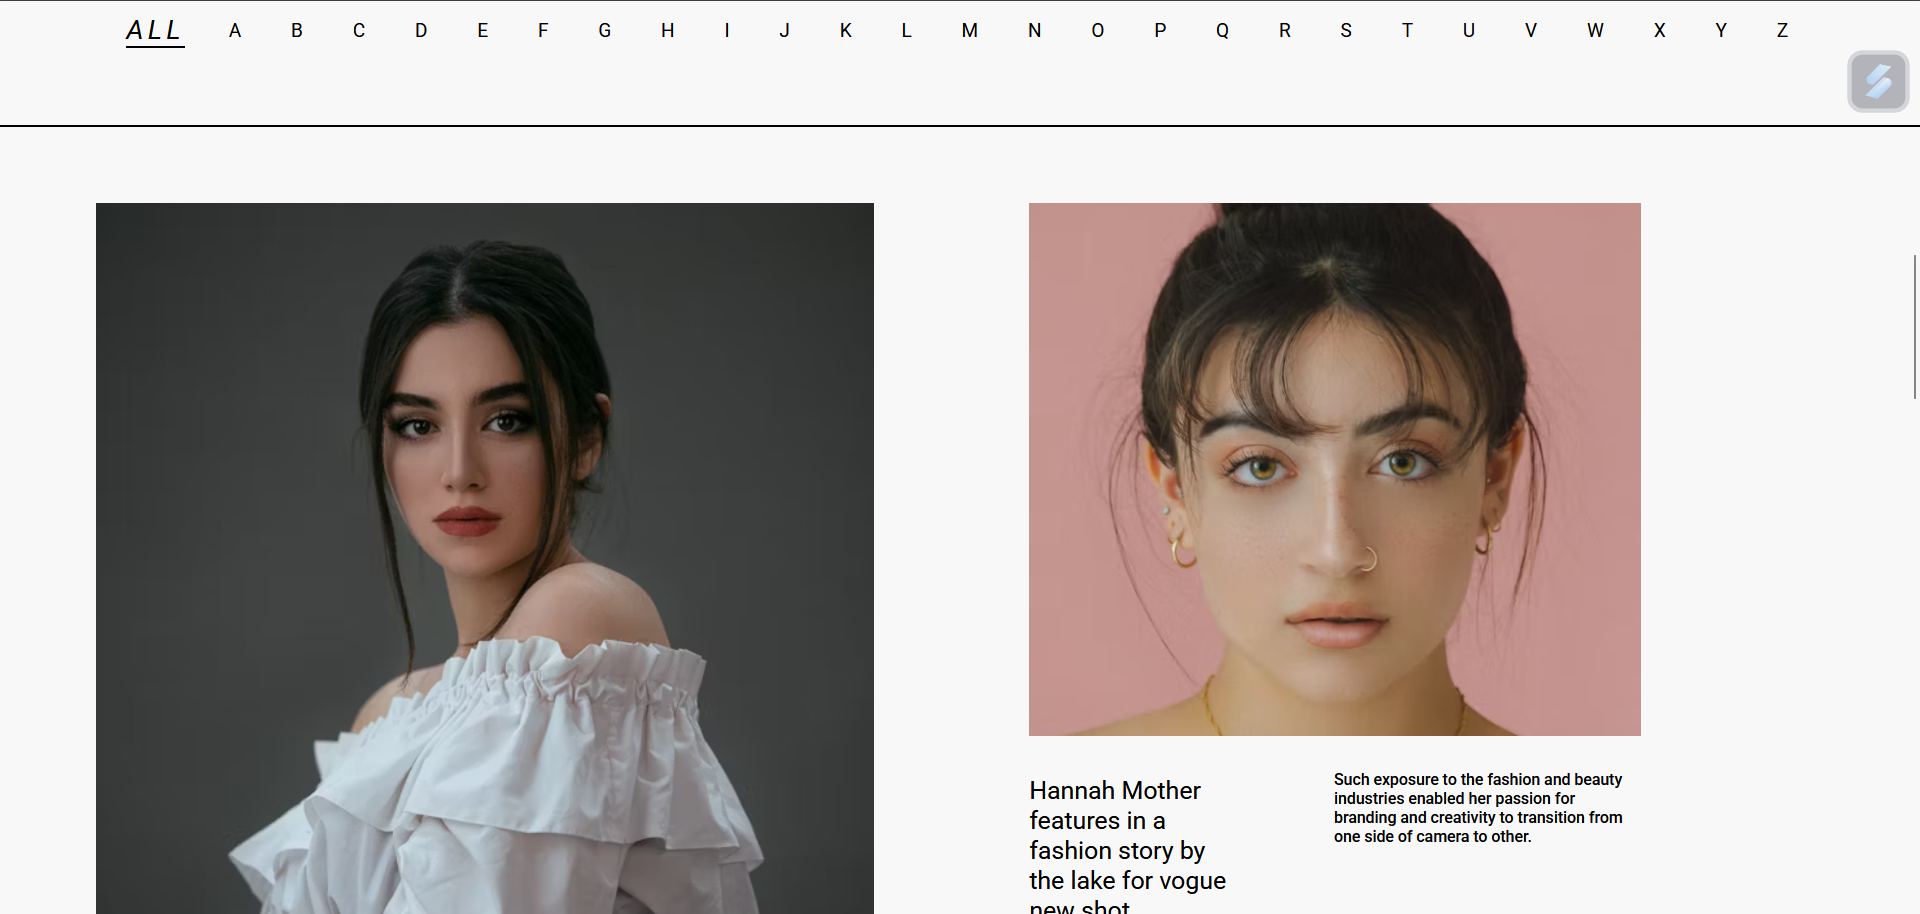 ALL A B C D E F G H I J K L M N O P Q R S T U V W X Y Z
Hannah Mother
features in a
fashion story by
the lake for vogue
new shot
Such exposure to the fashion and beauty
industries enabled her passion for
branding and creativity to transition from
one side of camera to other.